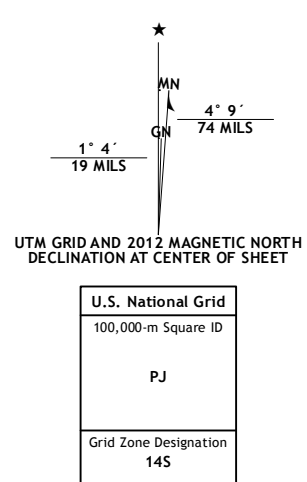 ★
MN
4° 9´
74 MILS
GN
1° 4´
19 MILS
UTM GRID AND 2012 MAGNETIC NORTH
DECLINATION AT CENTER OF SHEET
U.S. National Grid
100,000-m Square ID
PJ
Grid Zone Designation
14S